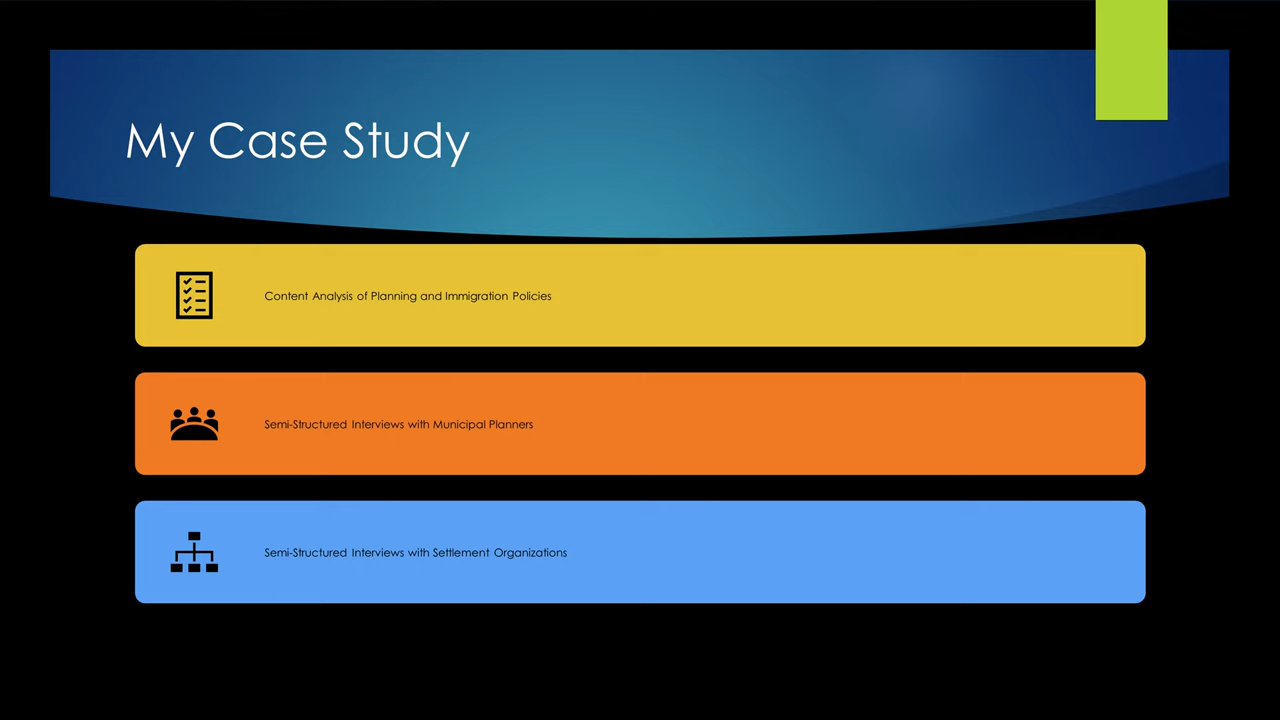 My Case Study
Content Analysis of Planning and Immigration Policies
Semi-Structured Interviews with Municipal Planners
Semi-Structured Interviews with Settlement Organizations